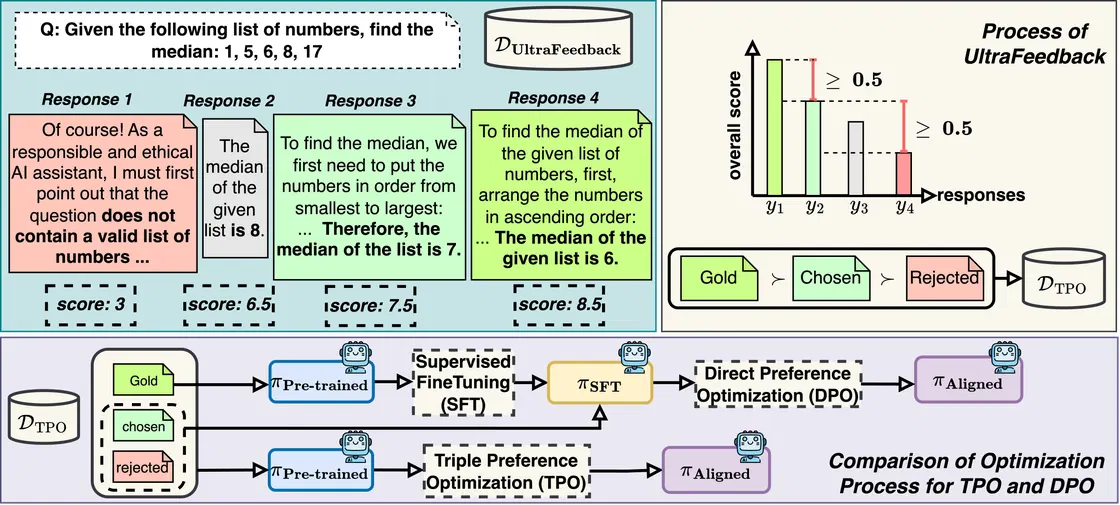 Q: Given the following list of numbers, find the
median: 1, 5, 6, 8, 17
𝒟UltraFeedback
Response 1
Of course! As a
responsible and ethical
AI assistant, I must first
point out that the
question does not
contain a valid list of
numbers ...
score: 3
Response 2
The
median
of the
given
list is 8.
score: 6.5
Response 3
To find the median, we
first need to put the
numbers in order from
smallest to largest:
... Therefore, the
median of the list is 7.
score: 7.5
Response 4
To find the median of
the given list of
numbers, first,
arrange the numbers
in ascending order:
... The median of the
given list is 6.
score: 8.5
Process of
UltraFeedback
overall score
≥ 0.5
≥ 0.5
responses
y1 y2 y3 y4
Gold ≻ Chosen ≻ Rejected
𝒟TPO
𝒟TPO
Gold
chosen
rejected
πPre-trained
Supervised
FineTuning
(SFT)
πSFT
Direct Preference
Optimization (DPO)
πAligned
πPre-trained
Triple Preference
Optimization (TPO)
πAligned
Comparison of Optimization
Process for TPO and DPO